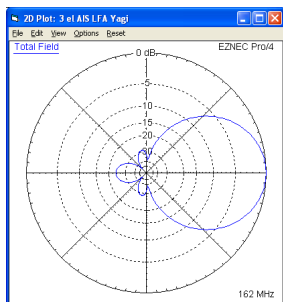 2D Plot: 3 el AIS LFA Yagi
File Edit View Options Reset
Total Field
0 dB
EZNEC Pro/4
-5
-10
-15
-20
-30
162 MHz